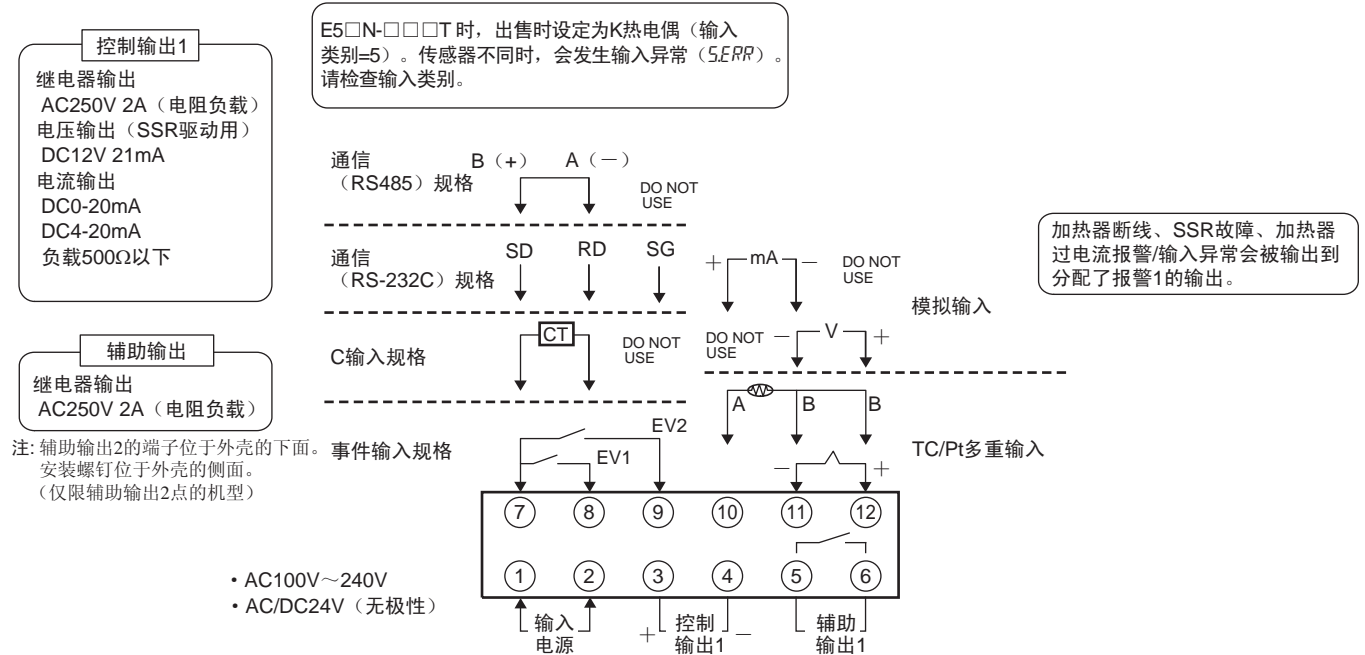 控制输出1
继电器输出
AC250V 2A（电阻负载）
电压输出（SSR驱动用）
DC12V 21mA
电流输出
DC0-20mA
DC4-20mA
负载500Ω以下
E5□N-□□□T 时，出售时设定为K热电偶（输入
类别=5）。传感器不同时，会发生输入异常（S.ERR）。
请检查输入类别。
辅助输出
继电器输出
AC250V 2A（电阻负载）
注: 辅助输出2的端子位于外壳的下面。
安装螺钉位于外壳的侧面。
（仅限辅助输出2点的机型）
通信
（RS485）规格
B（+） A（－）
DO NOT
USE
通信
（RS-232C）规格
SD RD SG
C输入规格
CT
DO NOT
USE
事件输入规格
EV2
EV1
+ mA －
DO NOT
USE
模拟输入
DO NOT
USE
－ V +
A B B
TC/Pt多重输入
－ +
加热器断线、SSR故障、加热器
过电流报警/输入异常会被输出到
分配了报警1的输出。
7 8 9 10 11 12
1 2 3 4 5 6
・AC100V～240V
・AC/DC24V（无极性）
输入
电源
+ 控制
输出1 －
辅助
输出1